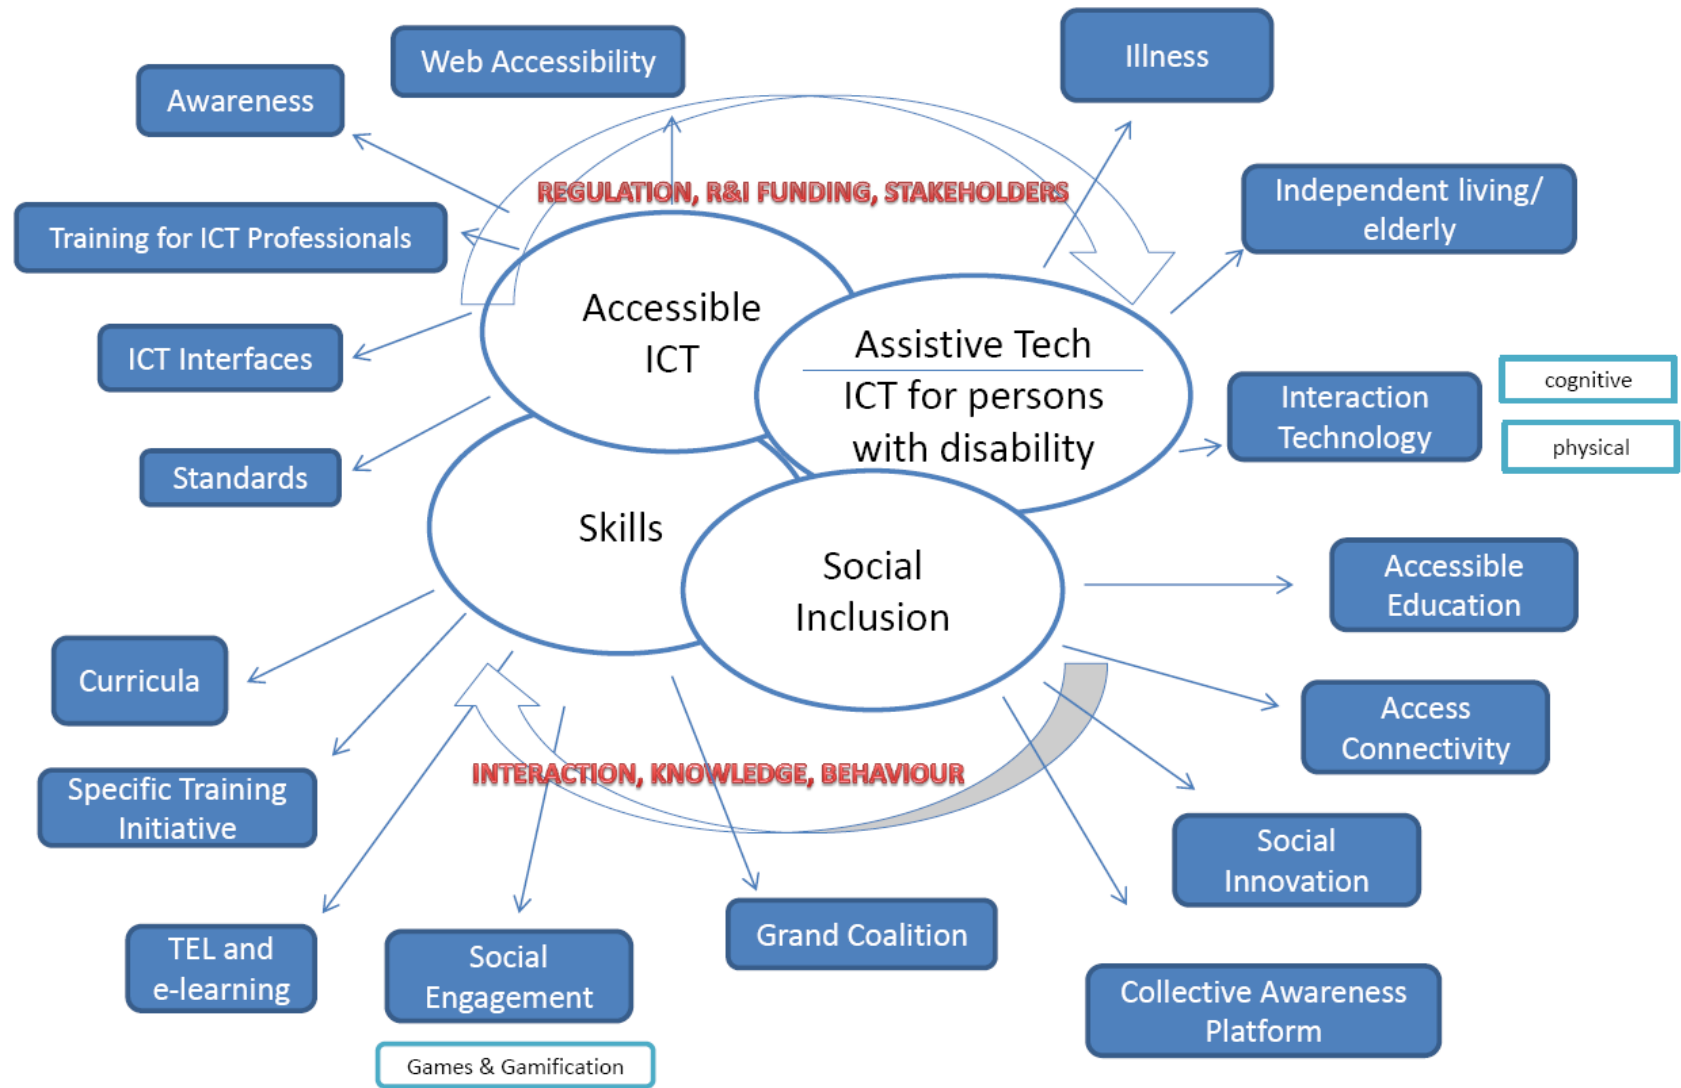 Web Accessibility
Illness
Awareness
REGULATION, R&I FUNDING, STAKEHOLDERS
Independent living/
elderly
Training for ICT Professionals
Accessible
ICT
ICT Interfaces
Assistive Tech
ICT for persons
with disability
Interaction
Technology
cognitive
physical
Standards
Skills
Social
Inclusion
Accessible
Education
Curricula
Access
Connectivity
INTERACTION, KNOWLEDGE, BEHAVIOUR
Specific Training
Initiative
Social
Innovation
TEL and
e-learning
Social
Engagement
Grand Coalition
Collective Awareness
Platform
Games & Gamification